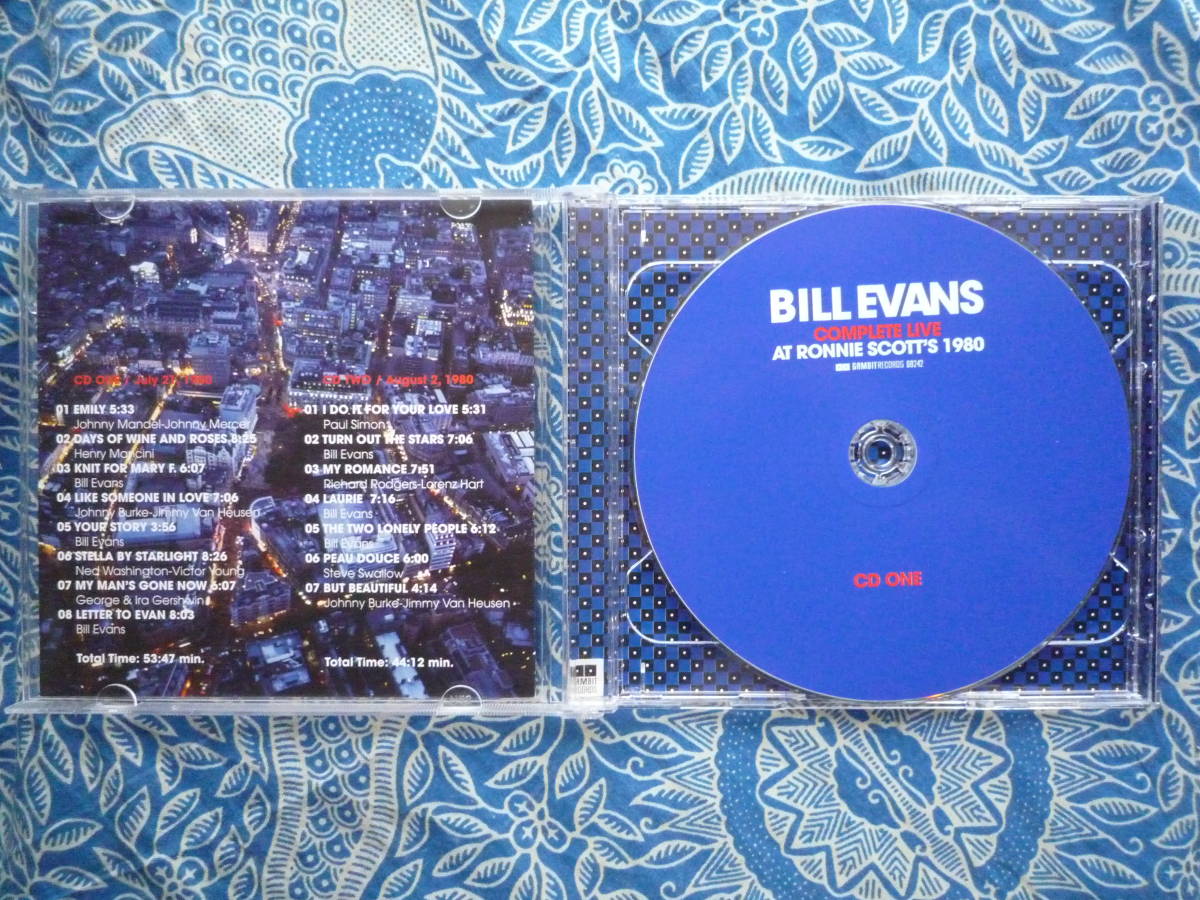 CD ONE / July 27, 1980
01 EMILY 5:33
Johnny Mandel-Johnny Mercer
02 DAYS OF WINE AND ROSES 8:25
Henry Mancini
03 KNIT FOR MARY F. 6:07
Bill Evans
04 LIKE SOMEONE IN LOVE 7:06
Johnny Burke-Jimmy Van Heusen
05 YOUR STORY 3:56
Bill Evans
06 STELLA BY STARLIGHT 8:26
Ned Washington-Victor Young
07 MY MAN'S GONE NOW 6:07
George & Ira Gershwin
08 LETTER TO EVAN 8:03
Bill Evans
Total Time: 53:47 min.
CD TWO / August 2, 1980
01 I DO IT FOR YOUR LOVE 5:31
Paul Simon
02 TURN OUT THE STARS 7:06
Bill Evans
03 MY ROMANCE 7:51
Richard Rodgers-Lorenz Hart
04 LAURIE 7:16
Bill Evans
05 THE TWO LONELY PEOPLE 6:12
Bill Evans
06 PEAU DOUCE 6:00
Steve Swallow
07 BUT BEAUTIFUL 4:14
Johnny Burke-Jimmy Van Heusen
Total Time: 44:12 min.
GAMBIT
RECORDS
BILL EVANS
COMPLETE LIVE
AT RONNIE SCOTT'S 1980
GAMBIT RECORDS 69242
CD ONE